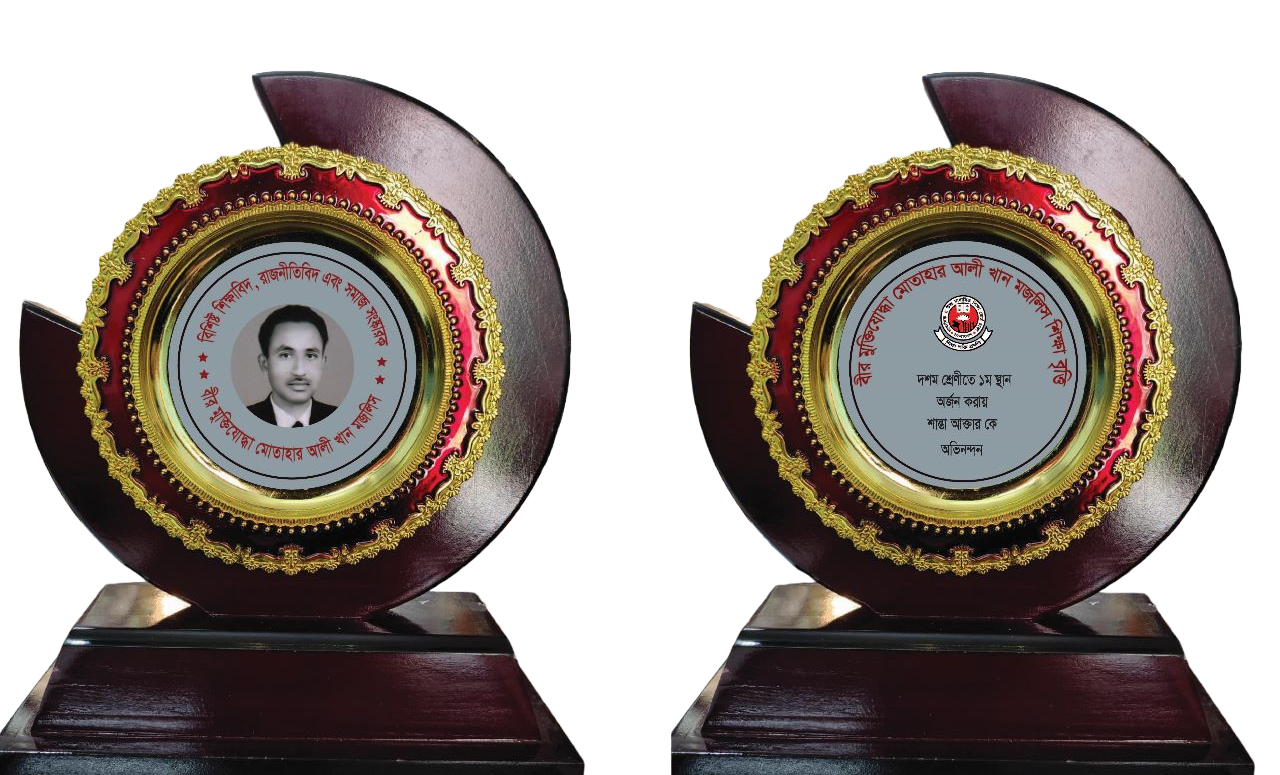 বিশিষ্ট শিক্ষাবিদ, রাজনীতিবিদ এবং সমাজ সংস্কারক
বীর মুক্তিযোদ্ধা মোতাহার আলী খান মজলিস
বীর মুক্তিযোদ্ধা মোতাহার আলী খান মজলিস শিক্ষা বৃত্তি
দশম শ্রেণীতে ১ম স্থান
অর্জন করায়
শান্তা আক্তার কে
অভিনন্দন